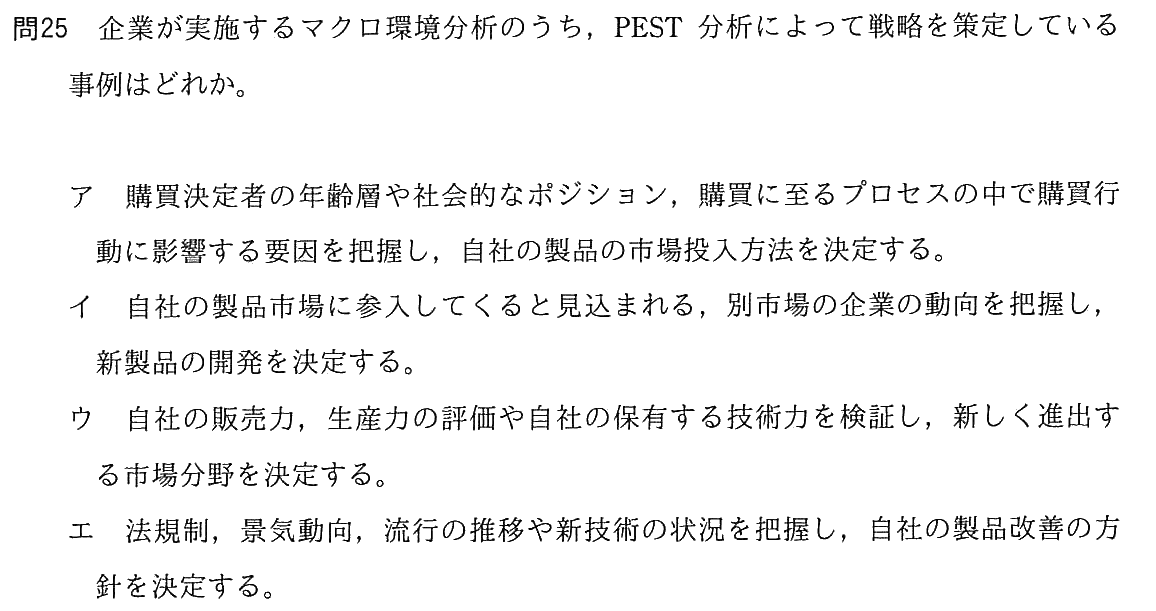 問25　企業が実施するマクロ環境分析のうち，PEST 分析によって戦略を策定している
事例はどれか。
ア　購買決定者の年齢層や社会的なポジション，購買に至るプロセスの中で購買行
動に影響する要因を把握し，自社の製品の市場投入方法を決定する。
イ　自社の製品市場に参入してくると見込まれる，別市場の企業の動向を把握し，
新製品の開発を決定する。
ウ　自社の販売力，生産力の評価や自社の保有する技術力を検証し，新しく進出す
る市場分野を決定する。
エ　法規制，景気動向，流行の推移や新技術の状況を把握し，自社の製品改善の方
針を決定する。